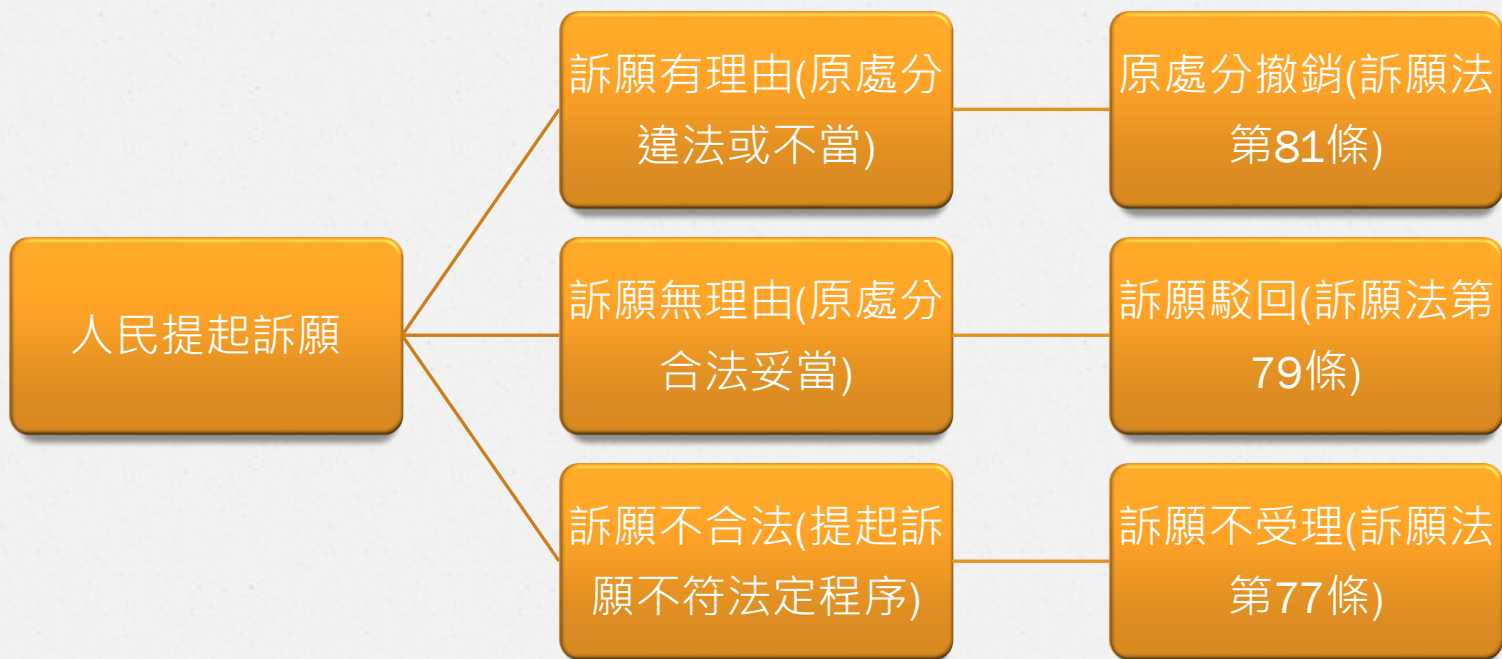 人民提起訴願
訴願有理由(原處分
違法或不當)
原處分撤銷(訴願法
第81條)
訴願無理由(原處分
合法妥當)
訴願駁回(訴願法第
79條)
訴願不合法(提起訴
願不符法定程序)
訴願不受理(訴願法
第77條)